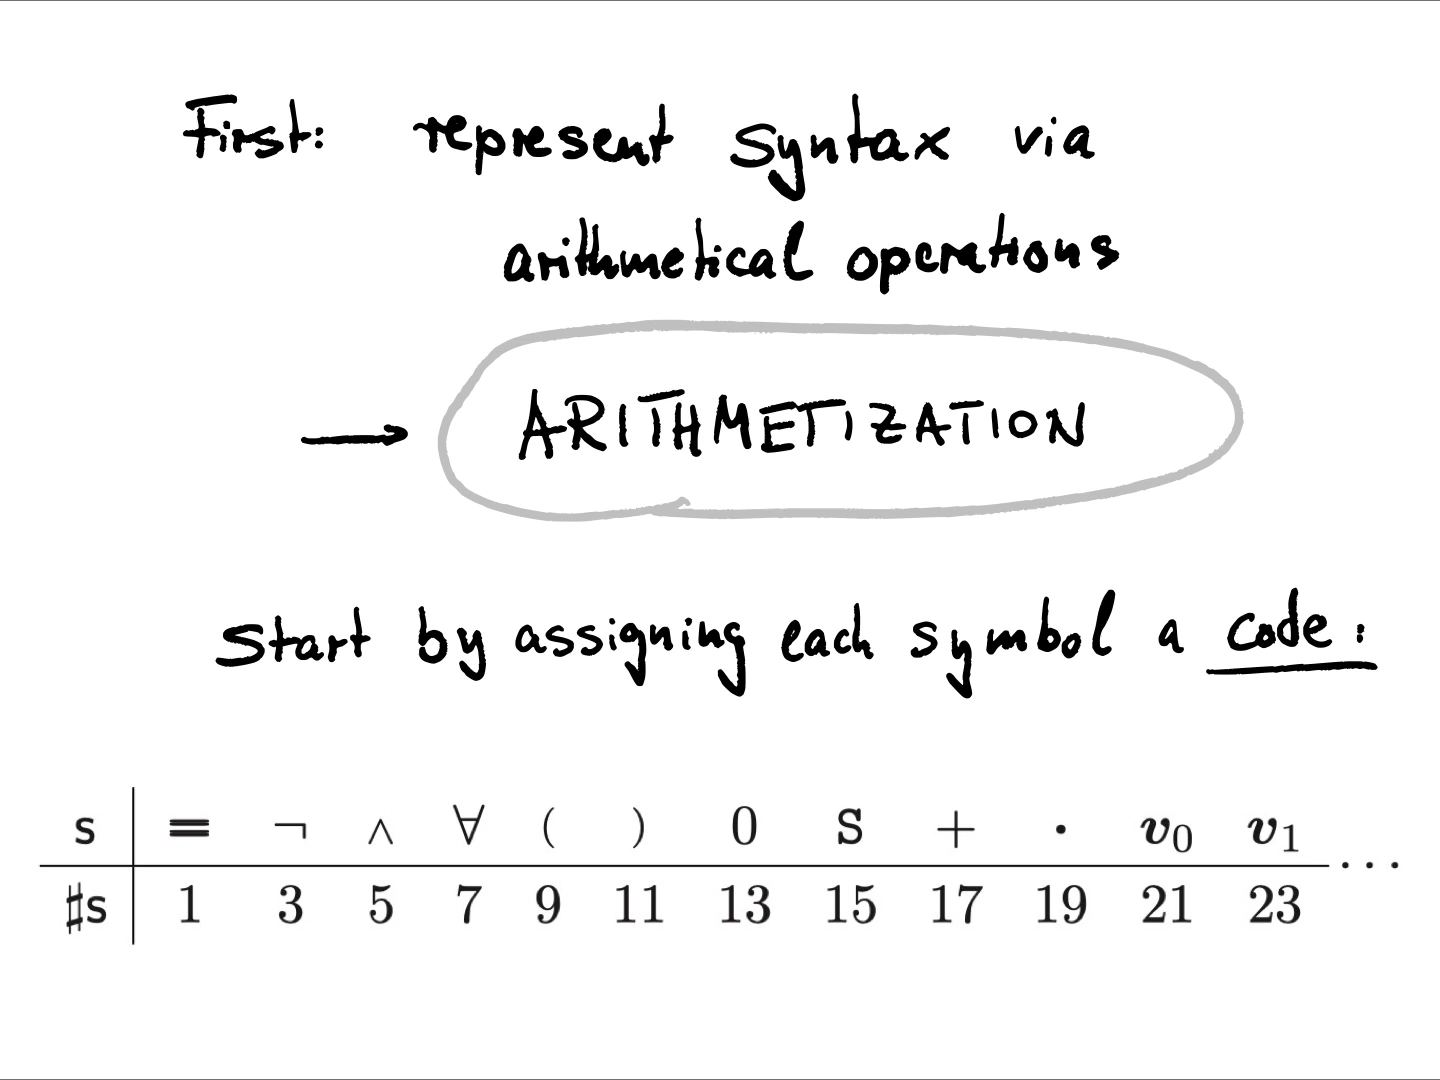 First: represent syntax via
arithmetical operations
→ ARITHMETIZATION
Start by assigning each symbol a code:
s = ¬ ∧ ∀ ( ) 0 S + · v₀ v₁ ...
♯s 1 3 5 7 9 11 13 15 17 19 21 23